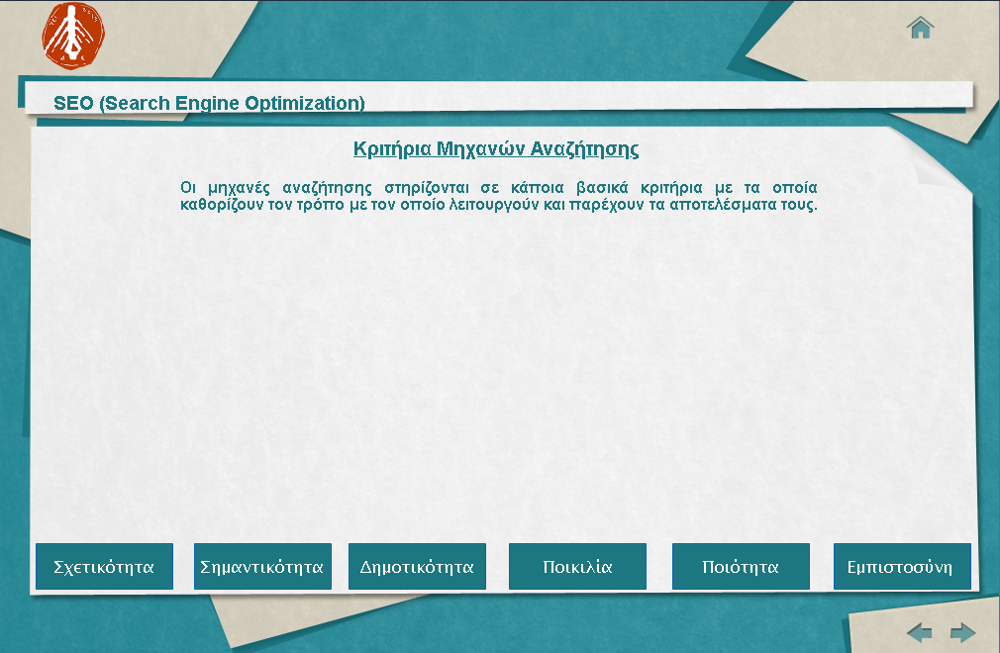 SEO (Search Engine Optimization)
Κριτήρια Μηχανών Αναζήτησης
Οι μηχανές αναζήτησης στηρίζονται σε κάποια βασικά κριτήρια με τα οποία
καθορίζουν τον τρόπο με τον οποίο λειτουργούν και παρέχουν τα αποτελέσματα τους.
Σχετικότητα
Σημαντικότητα
Δημοτικότητα
Ποικιλία
Ποιότητα
Εμπιστοσύνη